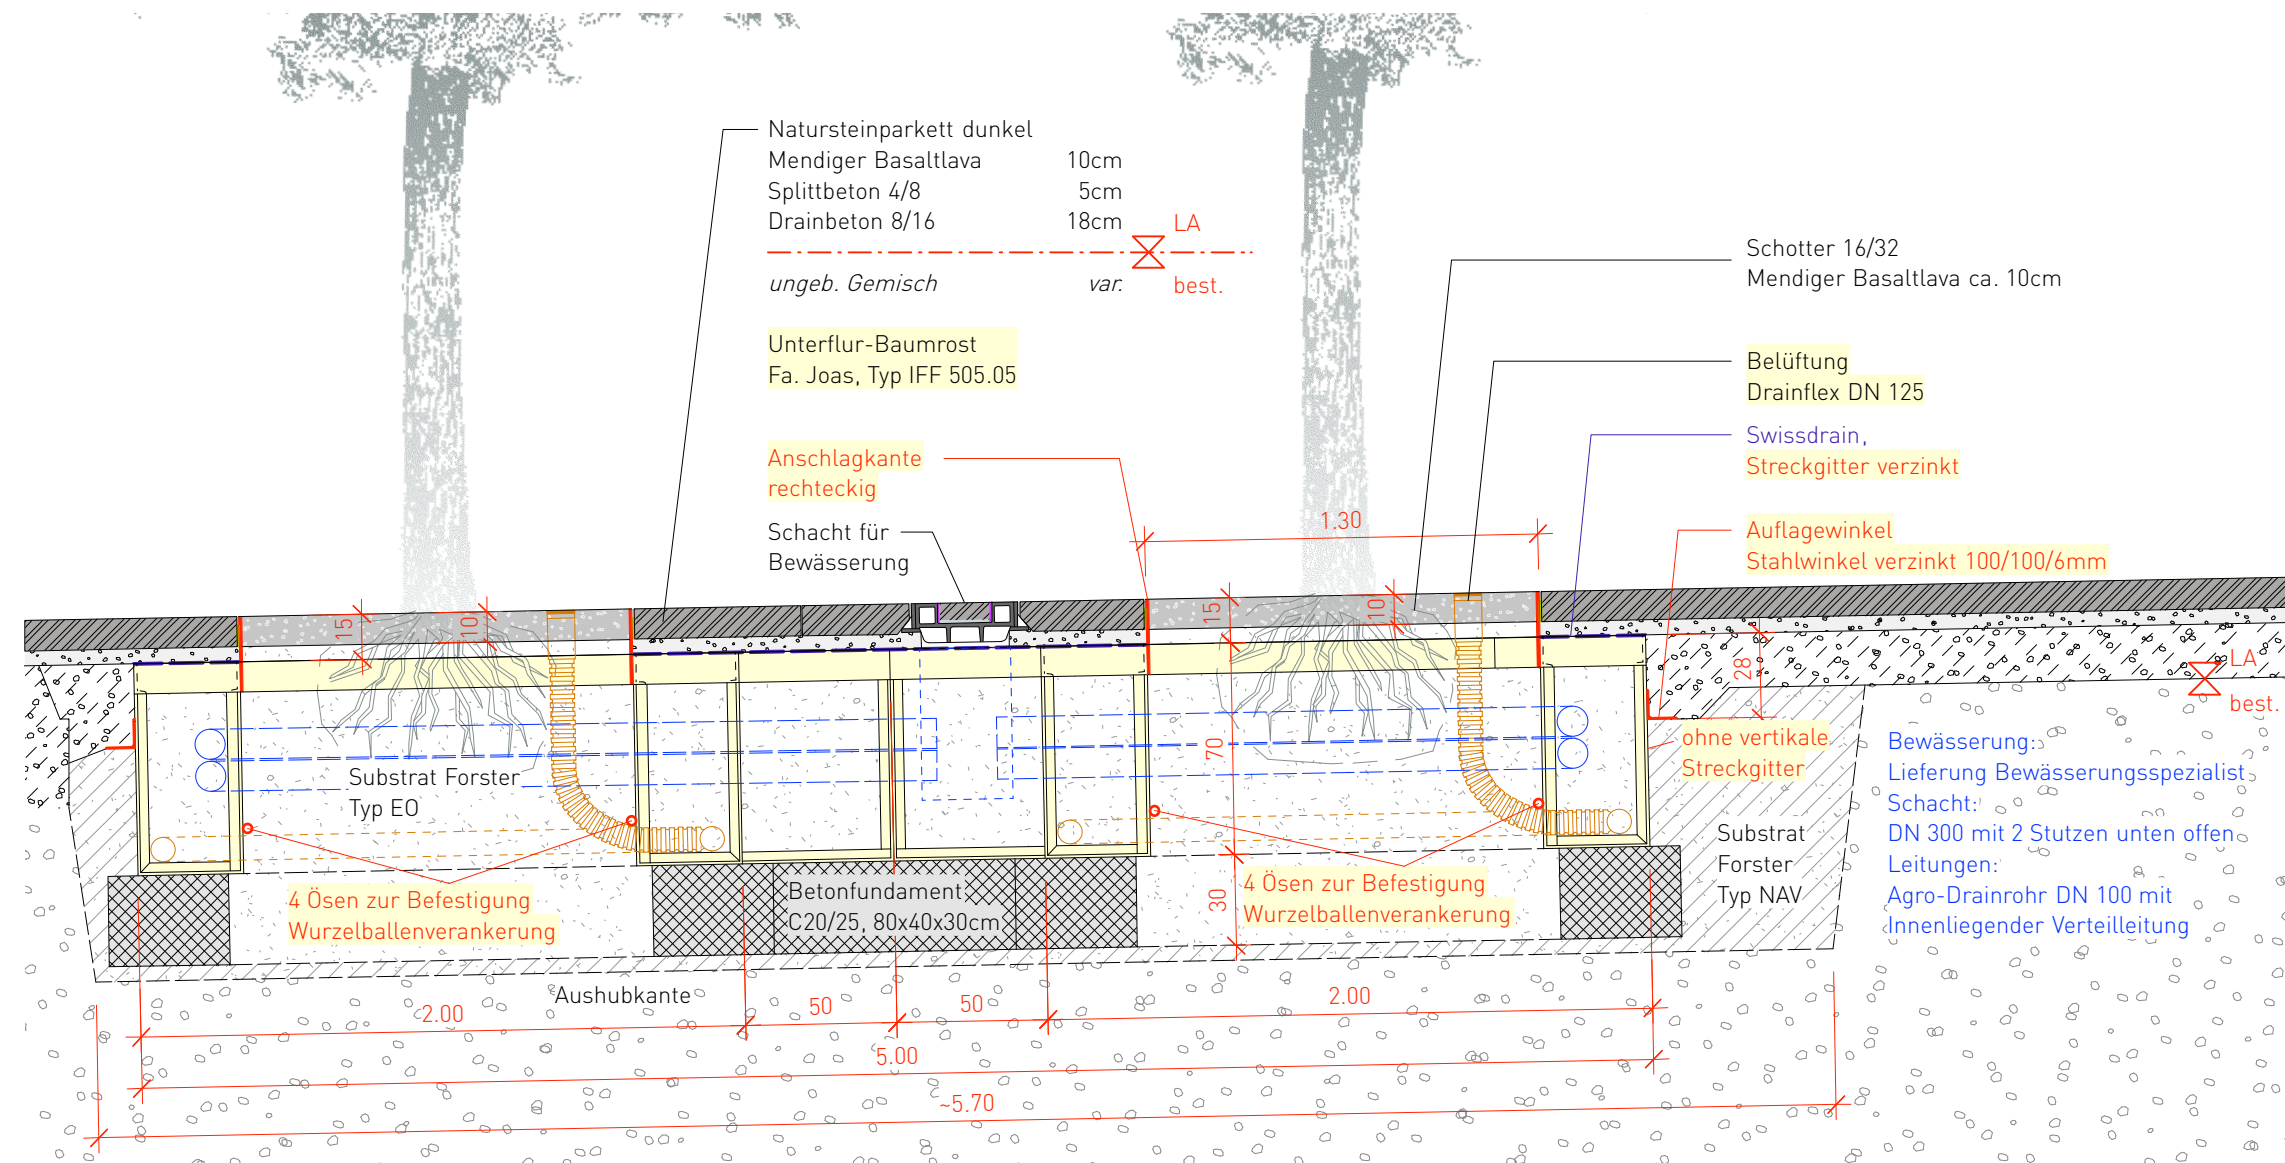 Natursteinparkett dunkel
Mendiger Basaltlava 10cm
Splittbeton 4/8 5cm
Drainbeton 8/16 18cm
LA
ungeb. Gemisch var.
best.
Unterflur-Baumrost
Fa. Joas, Typ IFF 505.05
Anschlagkante
rechteckig
Schacht für
Bewässerung
Schotter 16/32
Mendiger Basaltlava ca. 10cm
Belüftung
Drainflex DN 125
Swissdrain,
Streckgitter verzinkt
Auflagewinkel
Stahlwinkel verzinkt 100/100/6mm
1.30
15
10
15
10
28
LA
best.
70
30
ohne vertikale
Streckgitter
Substrat Forster
Typ EO
Substrat
Forster
Typ NAV
Bewässerung:
Lieferung Bewässerungsspezialist
Schacht:
DN 300 mit 2 Stutzen unten offen
Leitungen:
Agro-Drainrohr DN 100 mit
Innenliegender Verteilleitung
4 Ösen zur Befestigung
Wurzelballenverankerung
Betonfundament
C20/25, 80x40x30cm
4 Ösen zur Befestigung
Wurzelballenverankerung
Aushubkante
2.00
50
50
2.00
5.00
~5.70